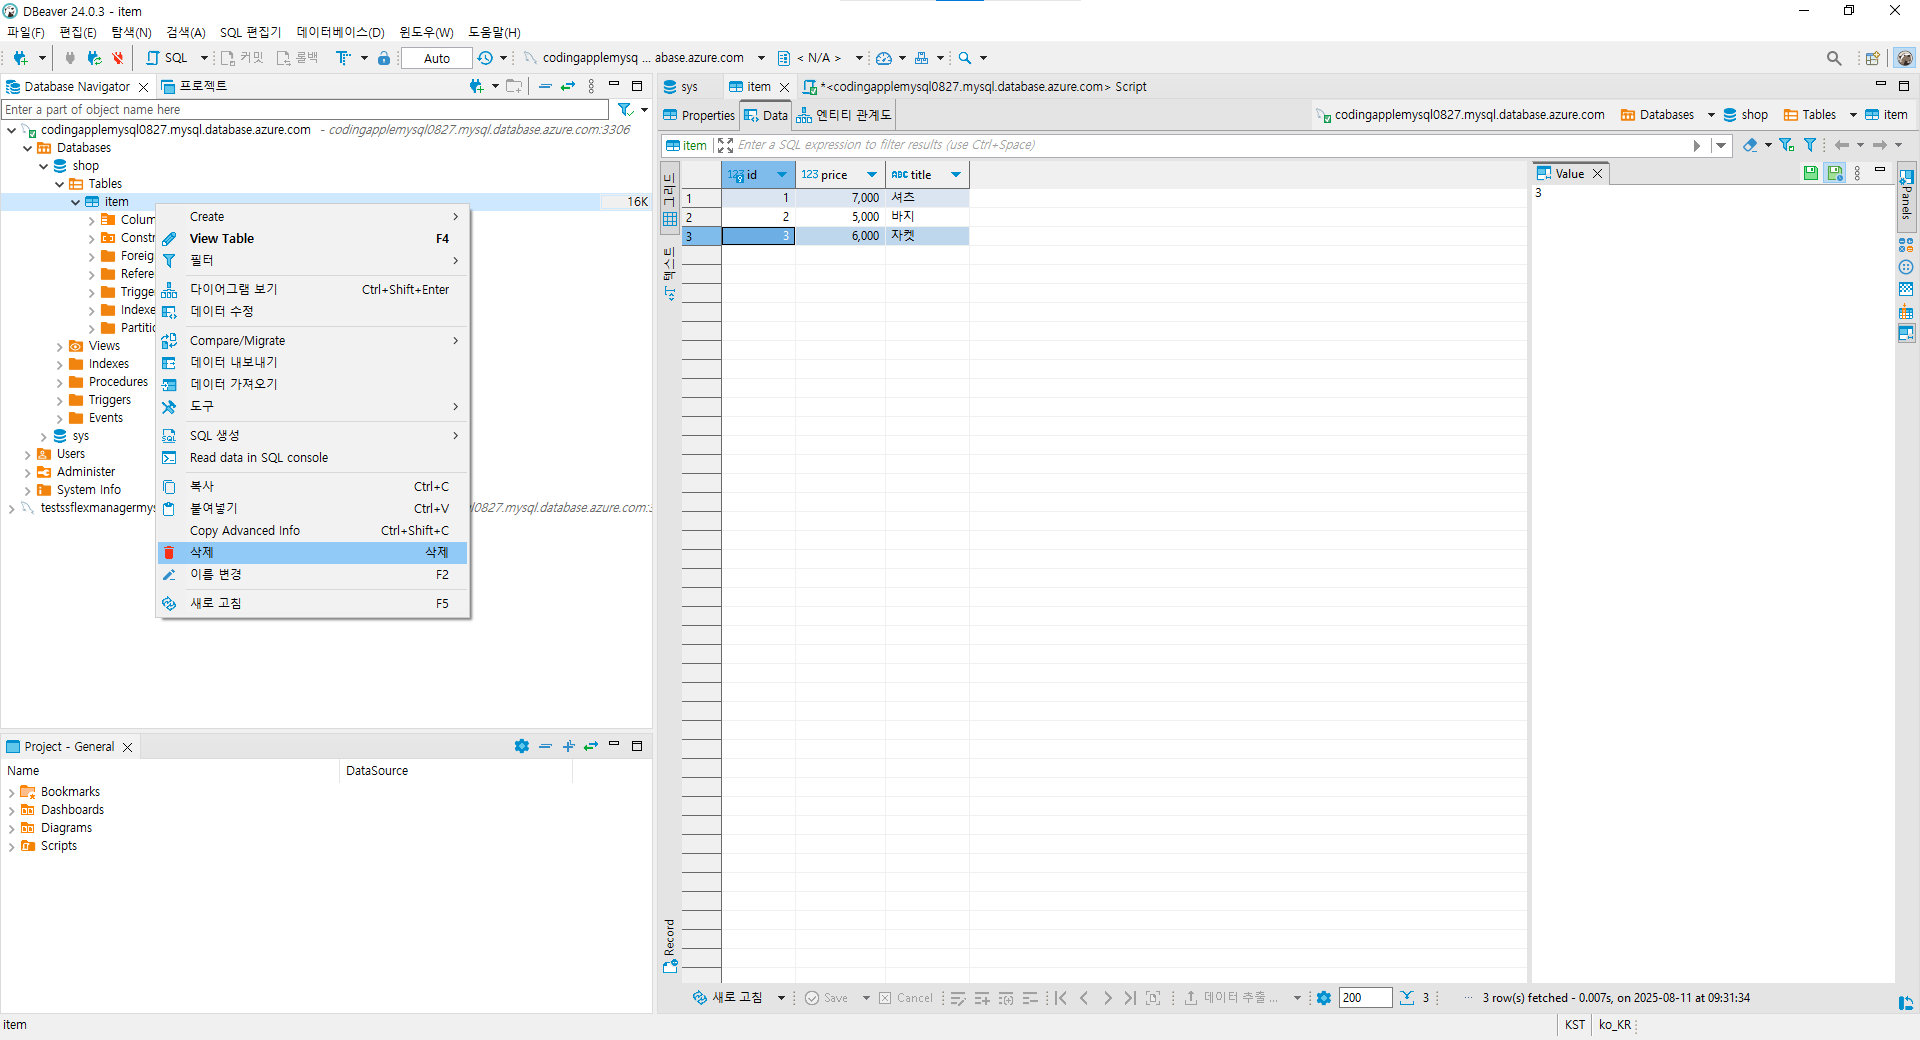 DBeaver 24.0.3 - item
파일(F) 편집(E) 탐색(N) 검색(A) SQL 편집기 데이터베이스(D) 윈도우(W) 도움말(H)
SQL 커밋 롤백 Auto codingapplemysq ... abase.azure.com < N/A >
Database Navigator 프로젝트
Enter a part of object name here
codingapplemysql0827.mysql.database.azure.com - codingapplemysql0827.mysql.database.azure.com:3306
Databases
shop
Tables
item 16K
Colum
Constr
Foreig
Refere
Trigge
Indexe
Partitio
Views
Indexes
Procedures
Triggers
Events
sys
Users
Administer
System Info
testssflexmanagermys
ql0827.mysql.database.azure.com:3
Create
View Table F4
필터
다이어그램 보기 Ctrl+Shift+Enter
데이터 수정
Compare/Migrate
데이터 내보내기
데이터 가져오기
도구
SQL 생성
Read data in SQL console
복사 Ctrl+C
붙여넣기 Ctrl+V
Copy Advanced Info Ctrl+Shift+C
삭제 삭제
이름 변경 F2
새로 고침 F5
Project - General
Name DataSource
Bookmarks
Dashboards
Diagrams
Scripts
sys item *<codingapplemysql0827.mysql.database.azure.com> Script
Properties Data 엔티티 관계도 codingapplemysql0827.mysql.database.azure.com Databases shop Tables item
item Enter a SQL expression to filter results (use Ctrl+Space)
그리드
텍스트
Record
123 id 123 price ABC title
1 1 7,000 셔츠
2 2 5,000 바지
3 3 6,000 자켓
Value
3
Panels
새로 고침 Save Cancel 데이터 추출 ... 200 3 ... 3 row(s) fetched - 0.007s, on 2025-08-11 at 09:31:34
item KST ko_KR